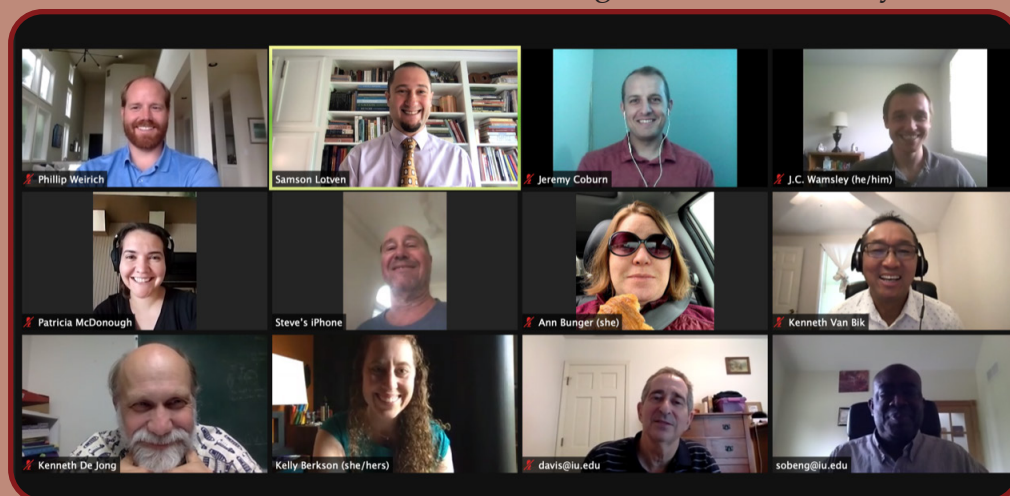 Phillip Weirich
Samson Lotven
Jeremy Coburn
J.C. Wamsley (he/him)
Patricia McDonough
Steve's iPhone
Ann Bunger (she)
Kenneth Van Bik
Kenneth De Jong
Kelly Berkson (she/hers)
davis@iu.edu
sobeng@iu.edu